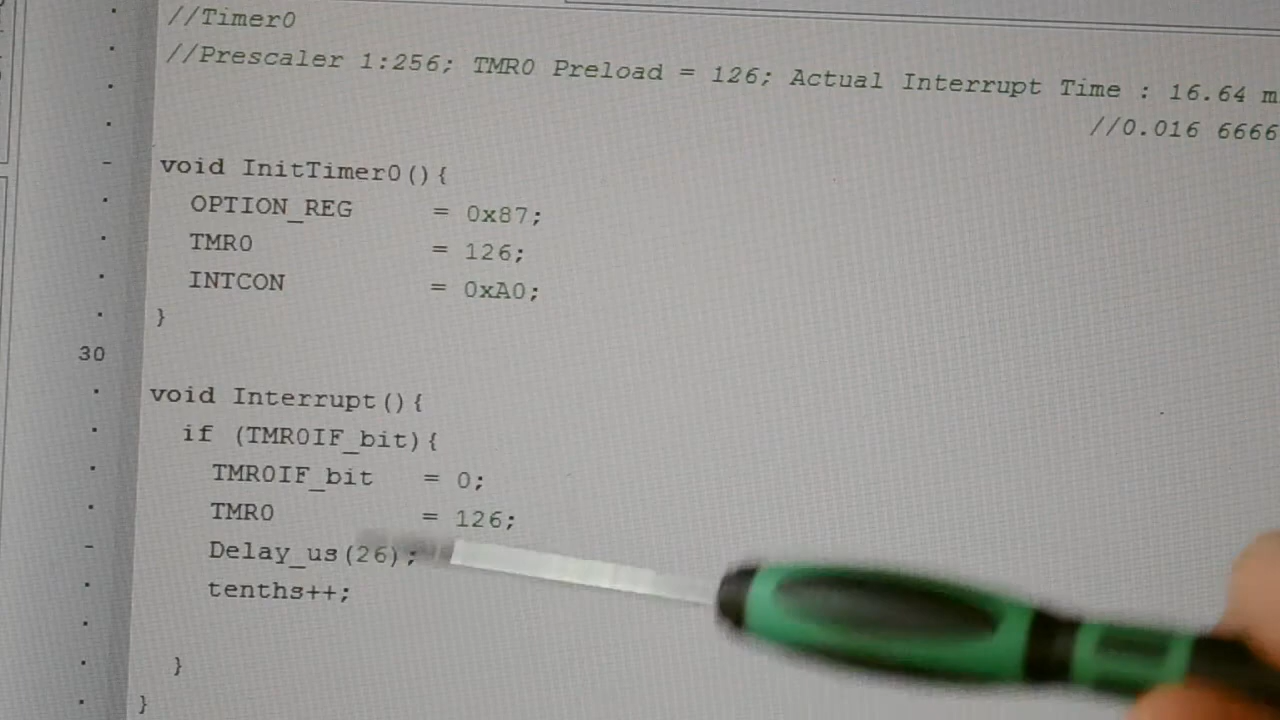 //Timer0
//Prescaler 1:256; TMR0 Preload = 126; Actual Interrupt Time : 16.64 m
//0.016 6666
void InitTimer0(){
OPTION_REG = 0x87;
TMR0 = 126;
INTCON = 0xA0;
}
30
void Interrupt(){
if (TMR0IF_bit){
TMR0IF_bit = 0;
TMR0 = 126;
Delay_us(26);
tenths++;
}
}